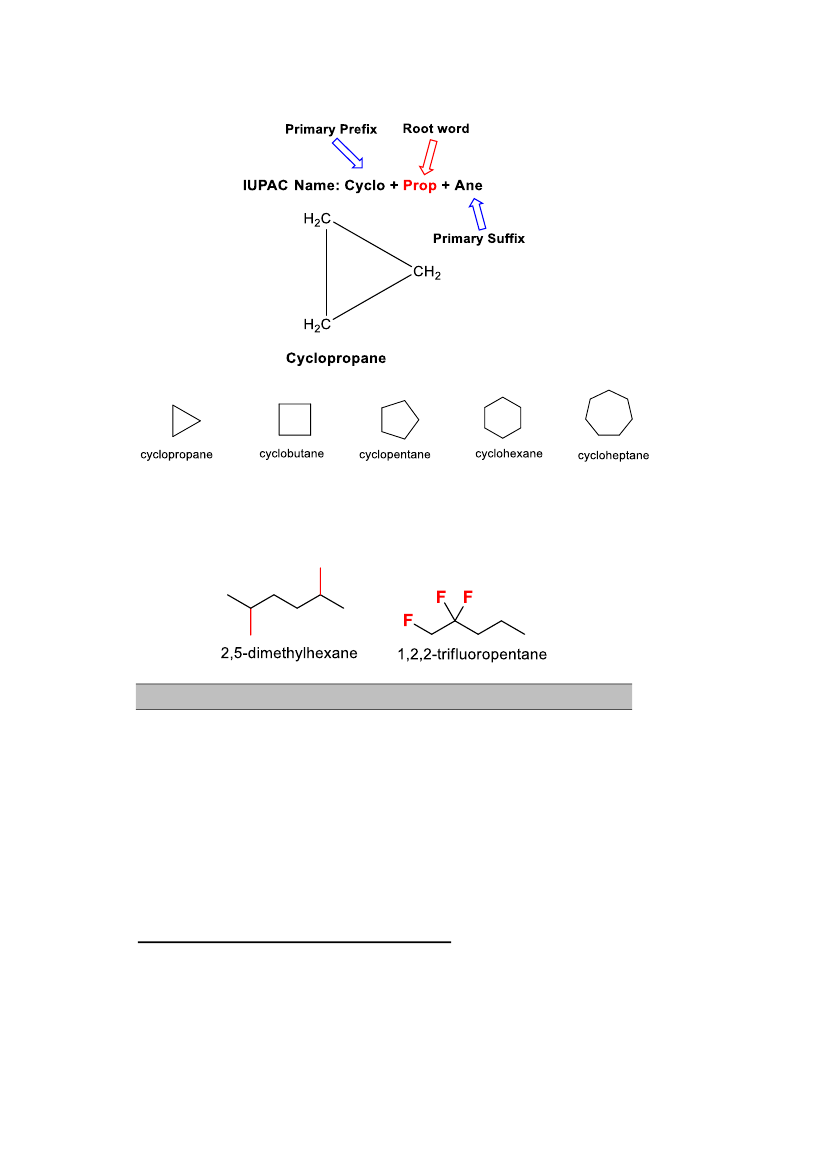 Primary Prefix Root word
IUPAC Name: Cyclo + Prop + Ane
H2C
Primary Suffix
CH2
H2C
Cyclopropane
cyclopropane cyclobutane cyclopentane cyclohexane cycloheptane
F F
F
2,5-dimethylhexane 1,2,2-trifluoropentane